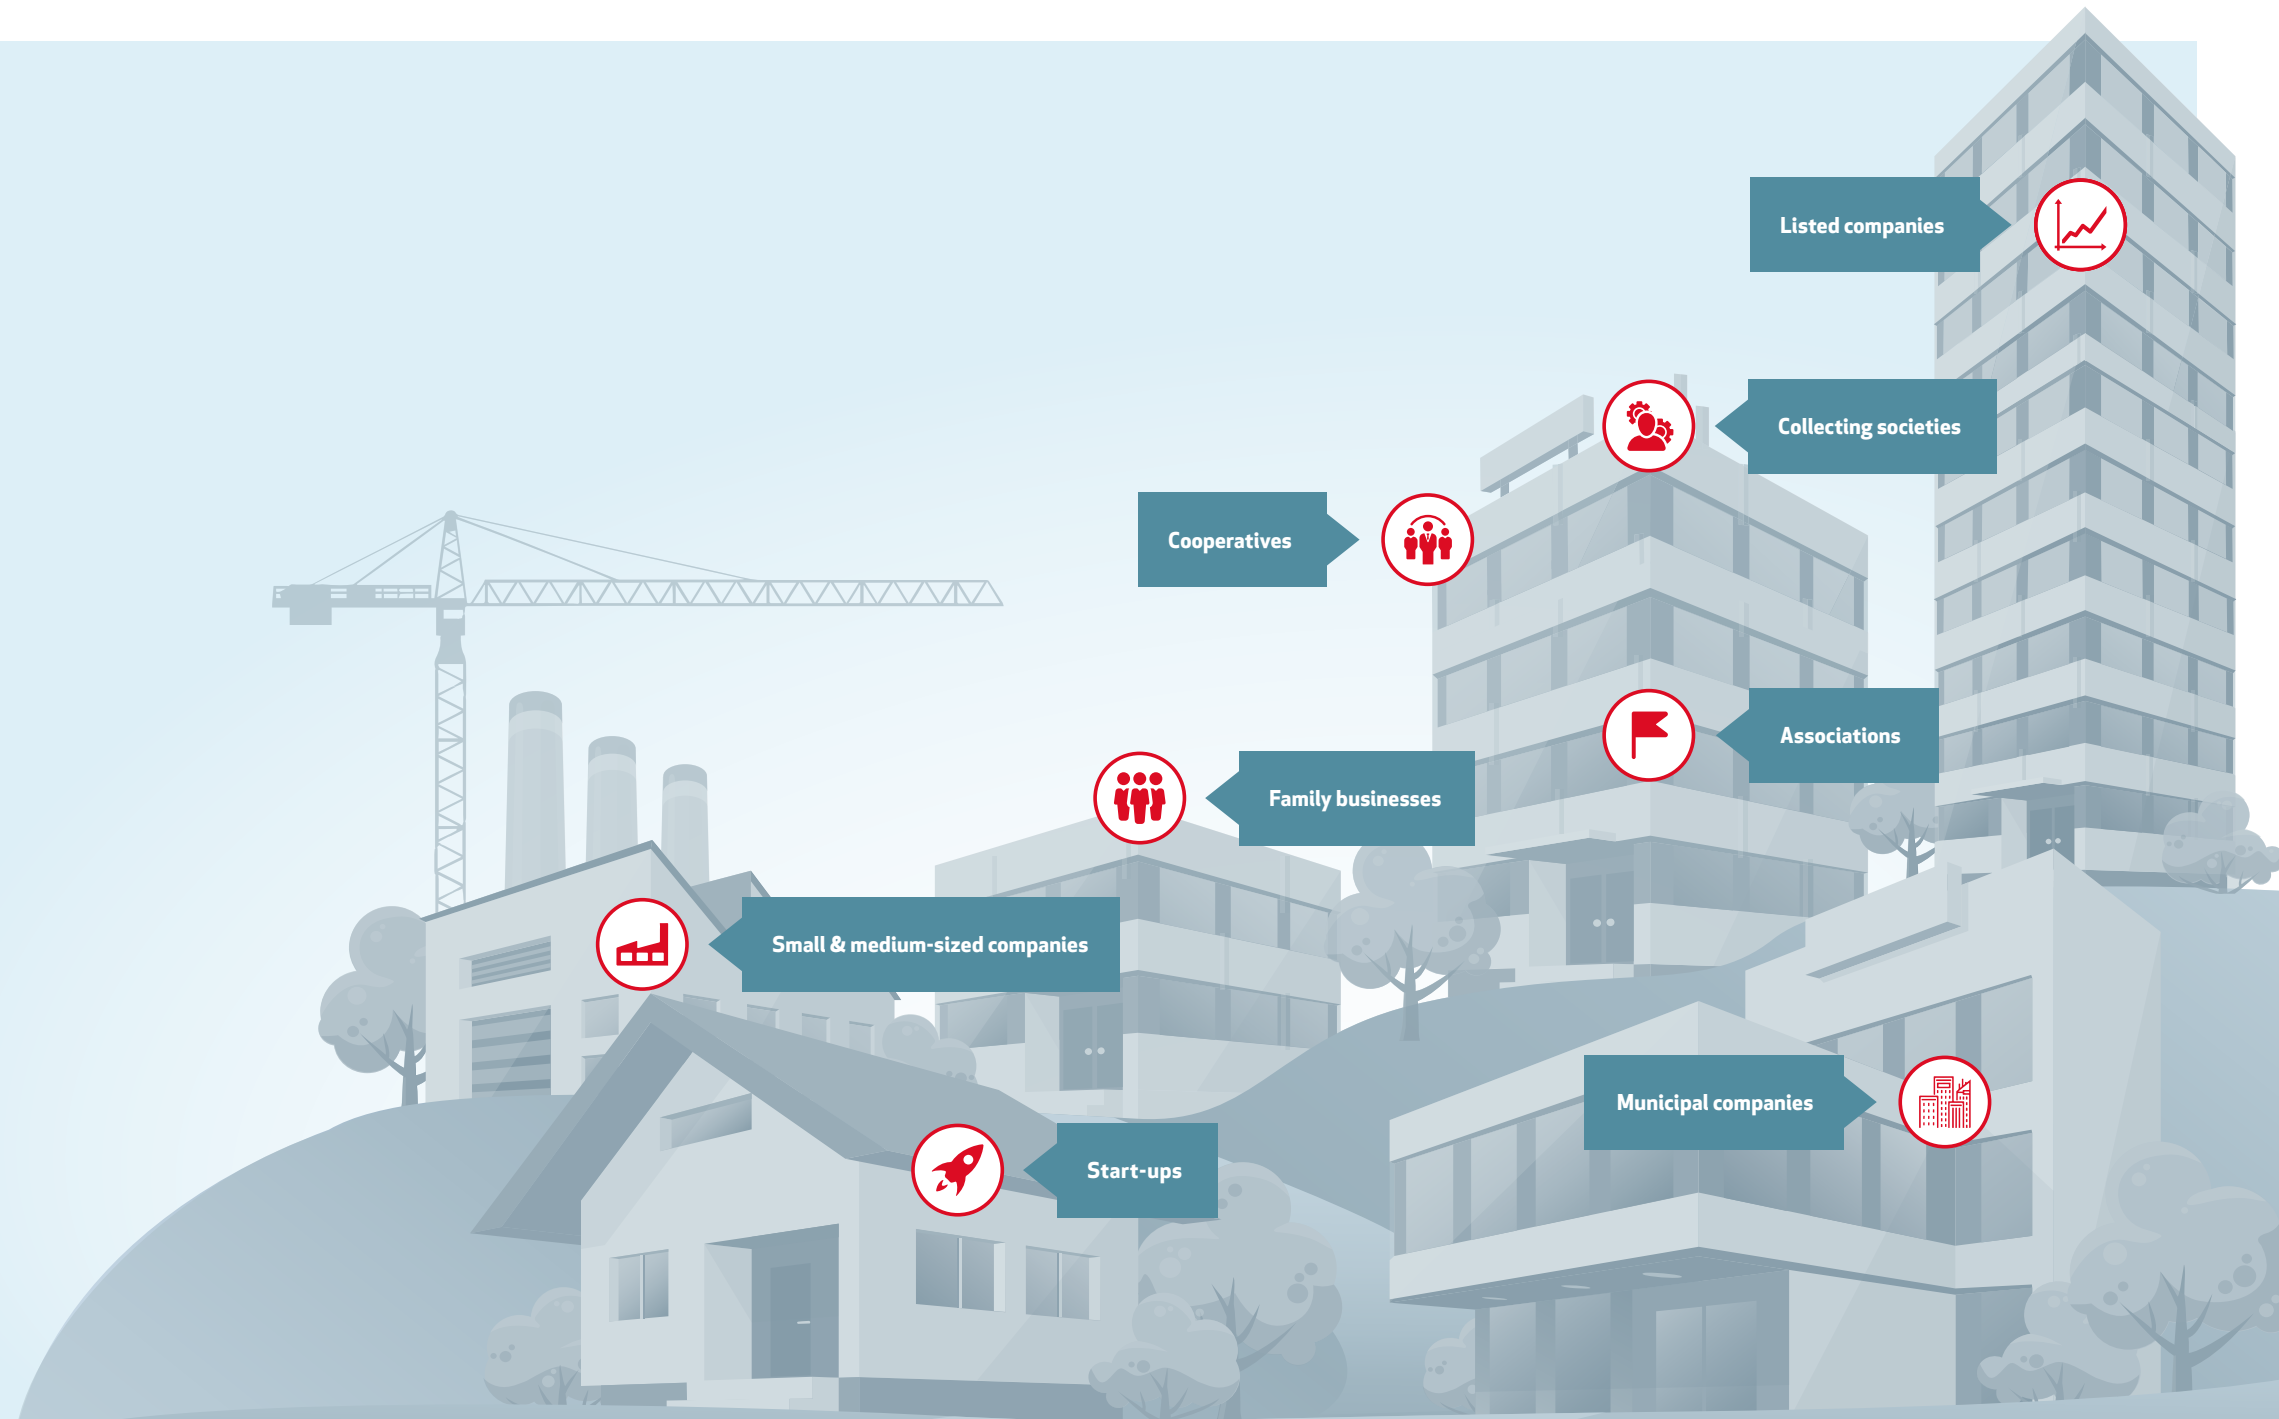 Listed companies
Collecting societies
Cooperatives
Associations
Family businesses
Small & medium-sized companies
Municipal companies
Start-ups